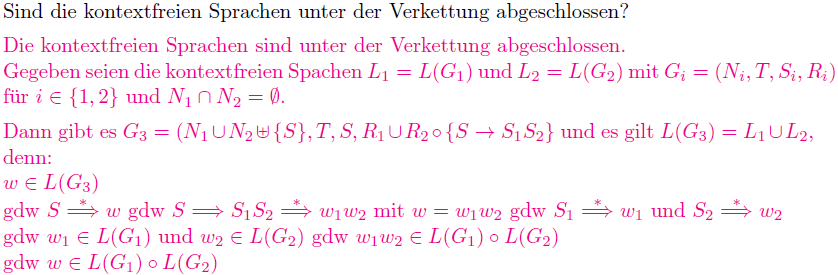 Sind die kontextfreien Sprachen unter der Verkettung abgeschlossen?
Die kontextfreien Sprachen sind unter der Verkettung abgeschlossen.
Gegeben seien die kontextfreien Spachen L₁ = L(G₁) und L₂ = L(G₂) mit Gᵢ = (Nᵢ, T, Sᵢ, Rᵢ)
für i ∈ {1, 2} und N₁ ∩ N₂ = ∅.
Dann gibt es G₃ = (N₁ ∪ N₂ ⊎ {S}, T, S, R₁ ∪ R₂ ∘ {S → S₁S₂} und es gilt L(G₃) = L₁ ∪ L₂,
denn:
w ∈ L(G₃)
gdw S ⟹* w gdw S ⟹ S₁S₂ ⟹* w₁w₂ mit w = w₁w₂ gdw S₁ ⟹* w₁ und S₂ ⟹* w₂
gdw w₁ ∈ L(G₁) und w₂ ∈ L(G₂) gdw w₁w₂ ∈ L(G₁) ∘ L(G₂)
gdw w ∈ L(G₁) ∘ L(G₂)